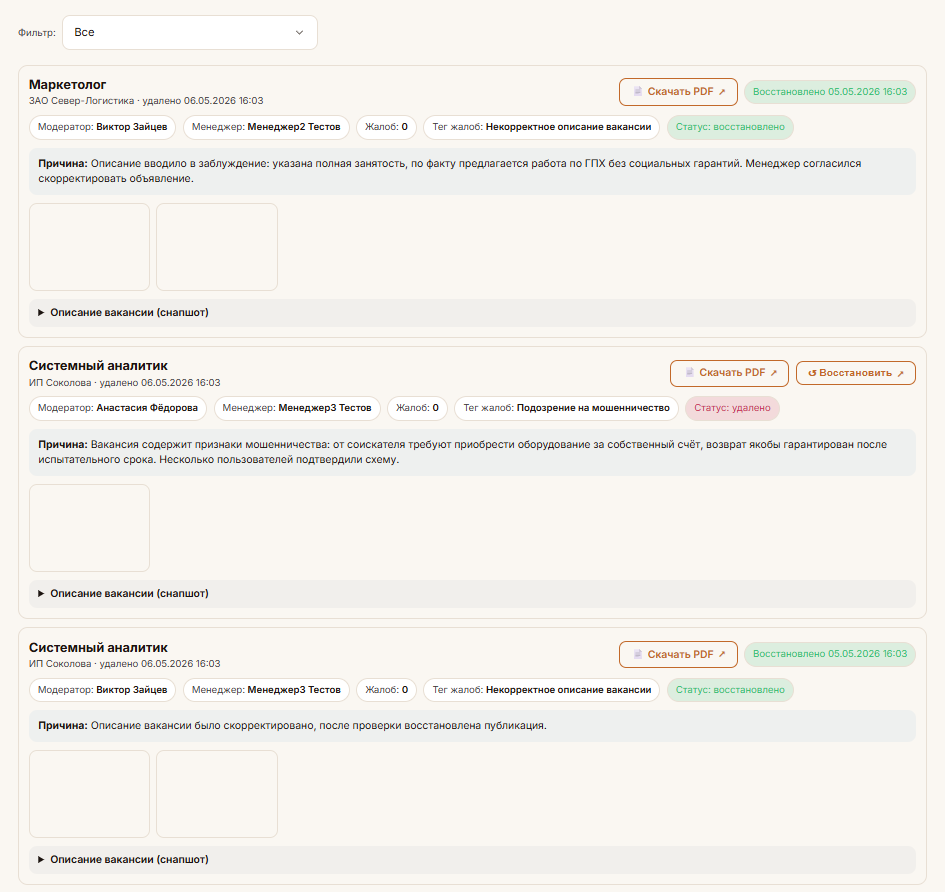 Фильтр: Все
Маркетолог
ЗАО Север-Логистика · удалено 06.05.2026 16:03
Скачать PDF ↗ Восстановлено 05.05.2026 16:03
Модератор: Виктор Зайцев Менеджер: Менеджер2 Тестов Жалоб: 0 Тег жалоб: Некорректное описание вакансии Статус: восстановлено
Причина: Описание вводило в заблуждение: указана полная занятость, по факту предлагается работа по ГПХ без социальных гарантий. Менеджер согласился
скорректировать объявление.
▶ Описание вакансии (снапшот)
Системный аналитик
ИП Соколова · удалено 06.05.2026 16:03
Скачать PDF ↗ ↺ Восстановить ↗
Модератор: Анастасия Фёдорова Менеджер: Менеджер3 Тестов Жалоб: 0 Тег жалоб: Подозрение на мошенничество Статус: удалено
Причина: Вакансия содержит признаки мошенничества: от соискателя требуют приобрести оборудование за собственный счёт, возврат якобы гарантирован после
испытательного срока. Несколько пользователей подтвердили схему.
▶ Описание вакансии (снапшот)
Системный аналитик
ИП Соколова · удалено 06.05.2026 16:03
Скачать PDF ↗ Восстановлено 05.05.2026 16:03
Модератор: Виктор Зайцев Менеджер: Менеджер3 Тестов Жалоб: 0 Тег жалоб: Некорректное описание вакансии Статус: восстановлено
Причина: Описание вакансии было скорректировано, после проверки восстановлена публикация.
▶ Описание вакансии (снапшот)